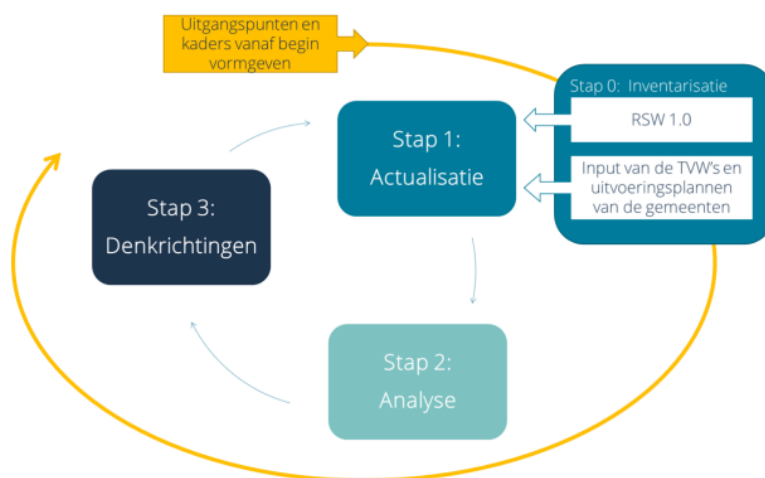 Uitgangspunten en
kaders vanaf begin
vormgeven
Stap 0: Inventarisatie
RSW 1.0
Input van de TVW's en
uitvoeringsplannen
van de gemeenten
Stap 1:
Actualisatie
Stap 3:
Denkrichtingen
Stap 2:
Analyse